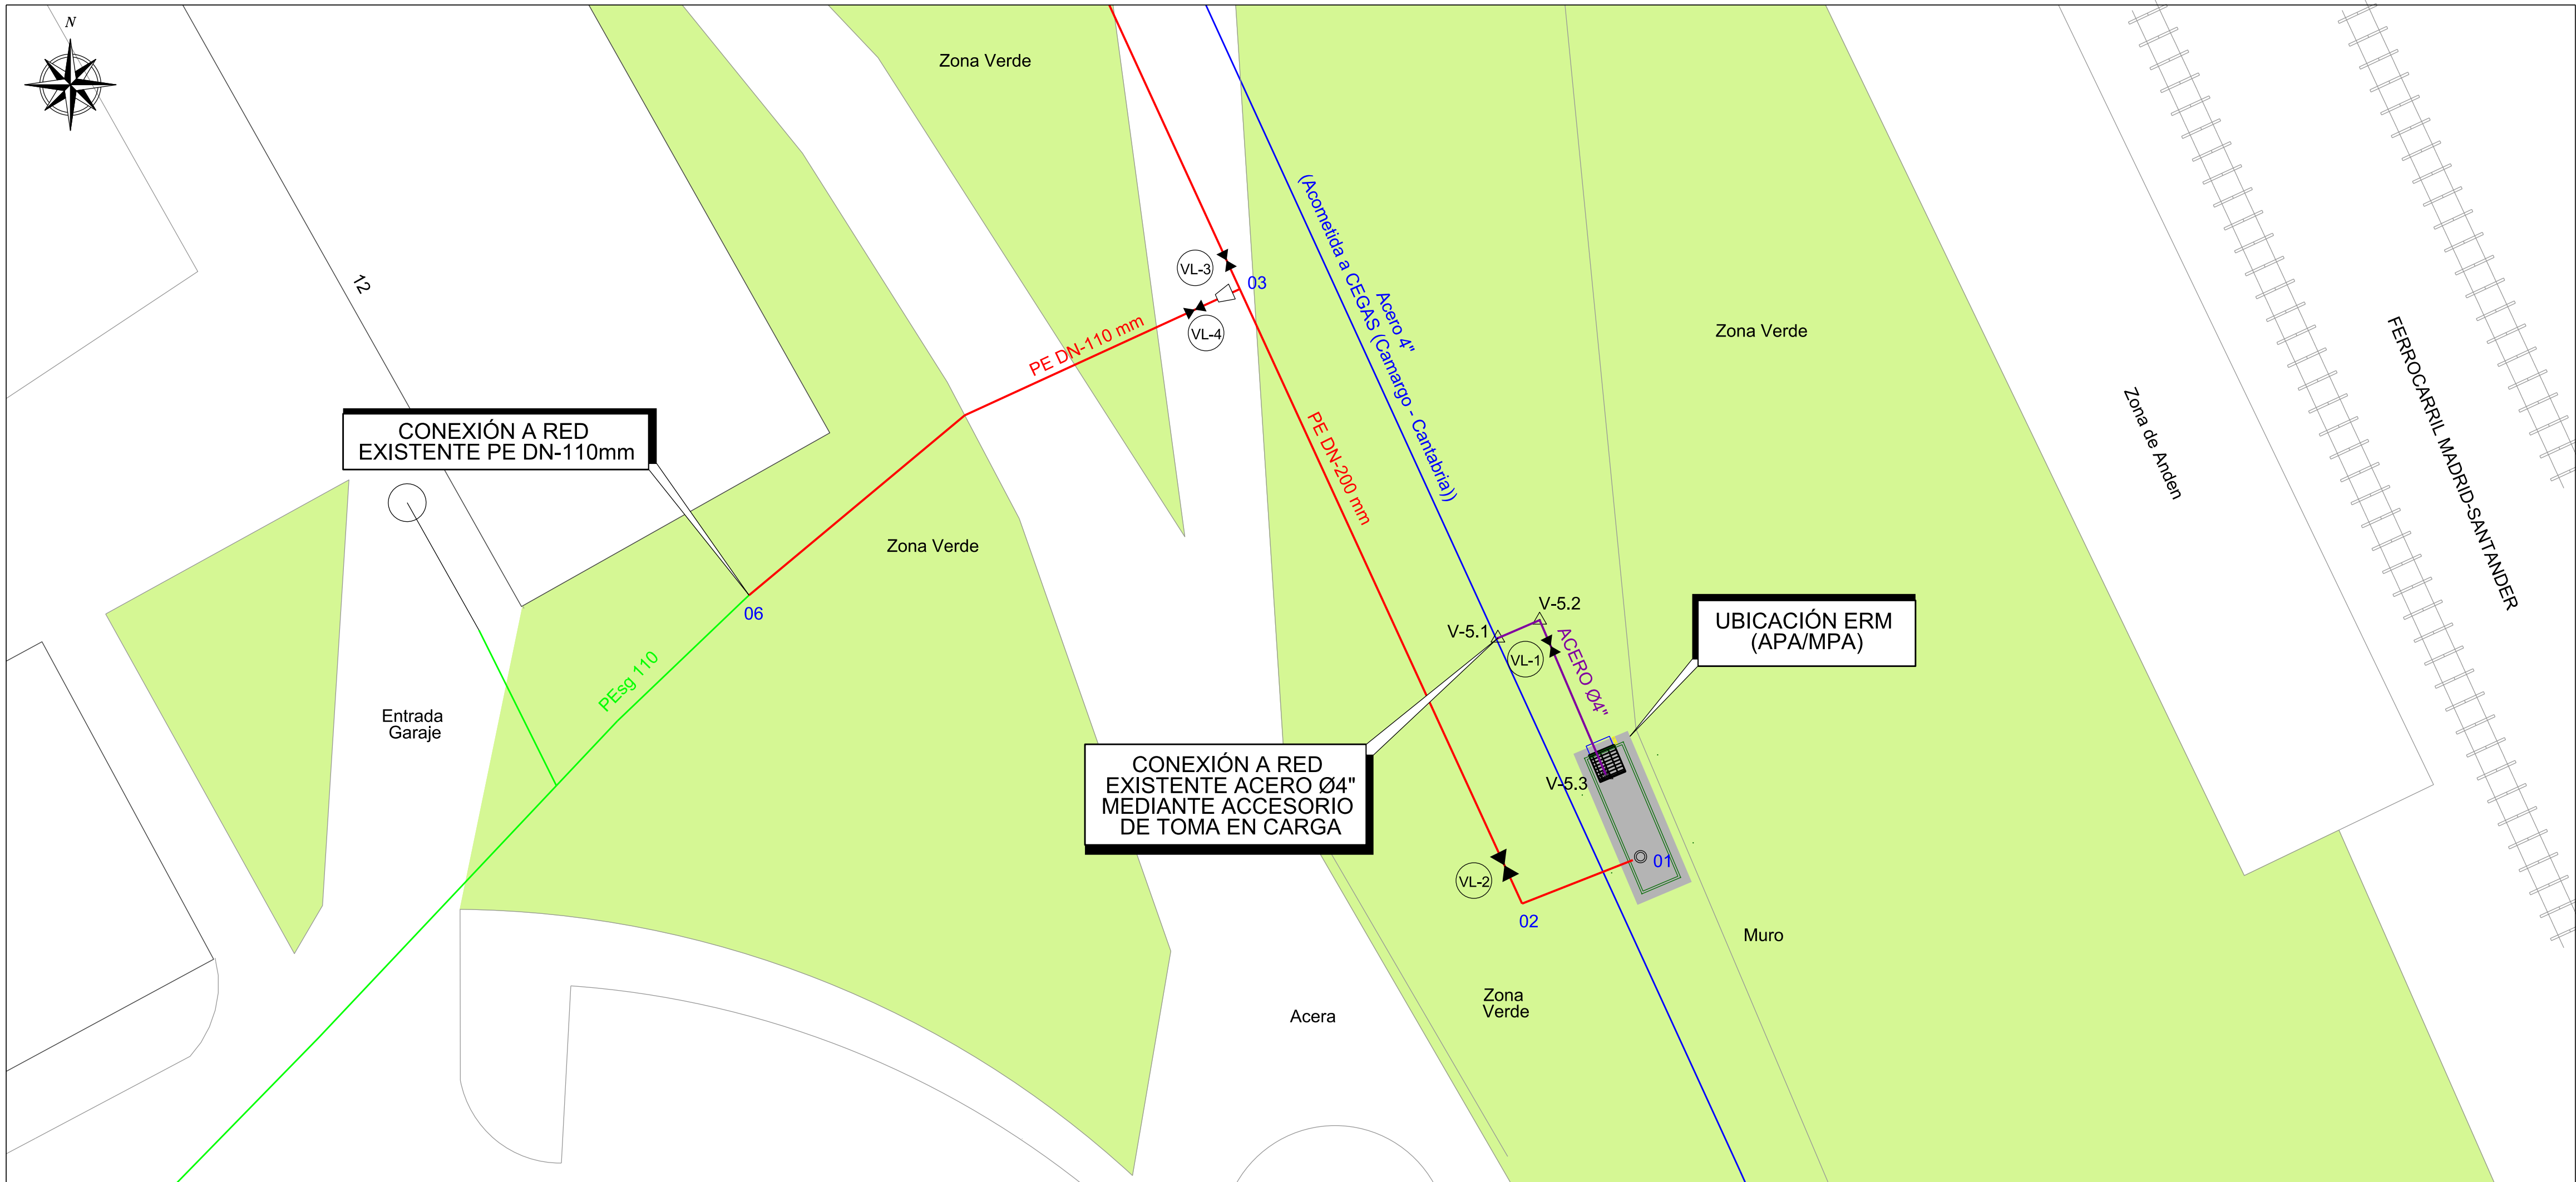 N
Zona Verde
12
VL-3
03
VL-4
PE DN-110 mm
Acero 4"
(Acometida a CEGAS (Camargo - Cantabria))
PE DN-200 mm
Zona Verde
Zona de Anden
FERROCARRIL MADRID-SANTANDER
CONEXIÓN A RED
EXISTENTE PE DN-110mm
Zona Verde
06
PEsg 110
Entrada
Garaje
V-5.2
V-5.1
VL-1
ACERO Ø4"
UBICACIÓN ERM
(APA/MPA)
CONEXIÓN A RED
EXISTENTE ACERO Ø4"
MEDIANTE ACCESORIO
DE TOMA EN CARGA
V-5.3
01
VL-2
02
Muro
Zona
Verde
Acera